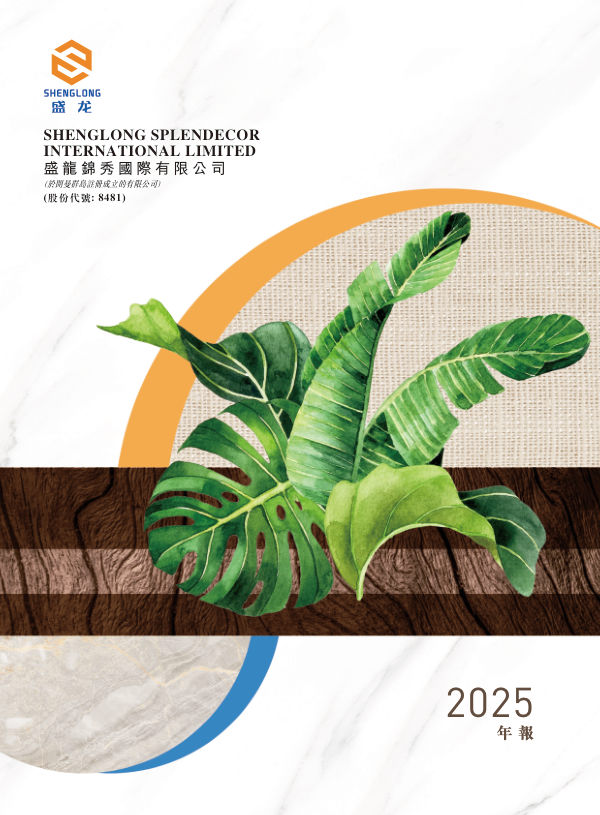 SHENGLONG
盛龙
SHENGLONG SPLENDECOR
INTERNATIONAL LIMITED
盛龍錦秀國際有限公司
(於開曼群島註冊成立的有限公司)
(股份代號: 8481)
2025
年報